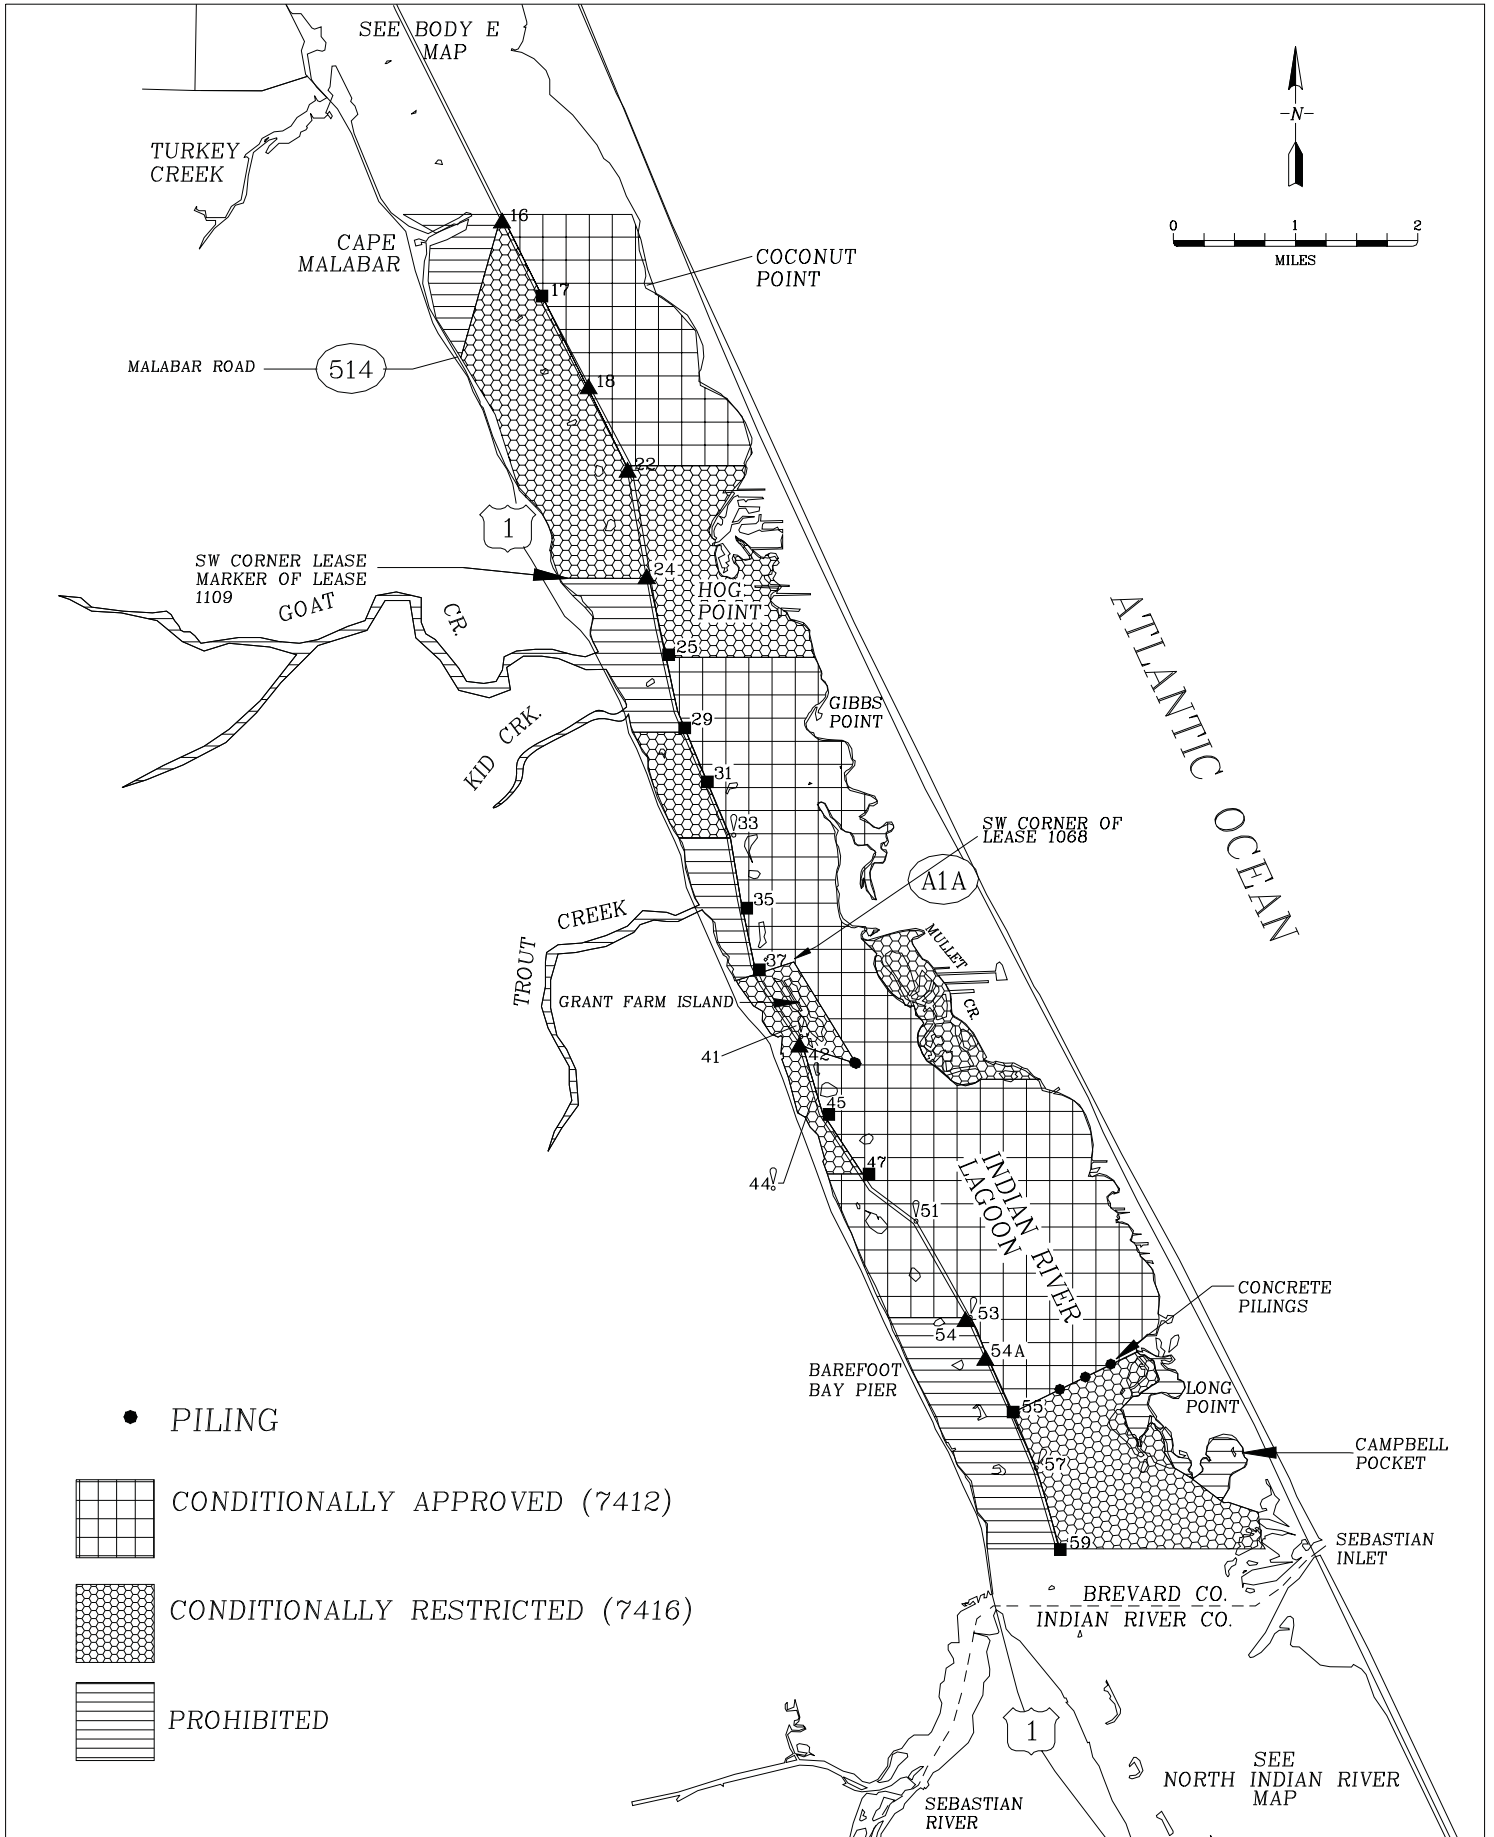 SEE BODY E
MAP
-N-
TURKEY
CREEK
16
0 1 2
MILES
CAPE
MALABAR
COCONUT
POINT
17
MALABAR ROAD
514
18
22
1
SW CORNER LEASE
MARKER OF LEASE
1109
24
HOG
POINT
GOAT
CR.
25
GIBBS
POINT
29
KID CRK.
31
33
SW CORNER OF
LEASE 1068
A1A
ATLANTIC OCEAN
35
TROUT CREEK
MULLET
CR.
37
GRANT FARM ISLAND
41
42
45
44
47
51
INDIAN RIVER
LAGOON
53
54
54A
CONCRETE
PILINGS
BAREFOOT
BAY PIER
55
LONG
POINT
57
CAMPBELL
POCKET
59
SEBASTIAN
INLET
BREVARD CO.
INDIAN RIVER CO.
PILING
CONDITIONALLY APPROVED (7412)
CONDITIONALLY RESTRICTED (7416)
PROHIBITED
1
SEE
NORTH INDIAN RIVER
MAP
SEBASTIAN
RIVER